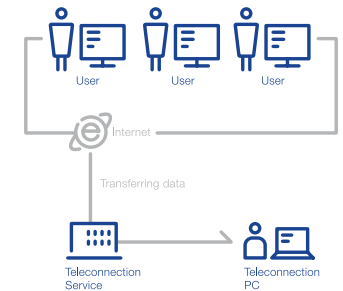 User User User
Internet
Transferring data
Teleconnection
Service
Teleconnection
PC